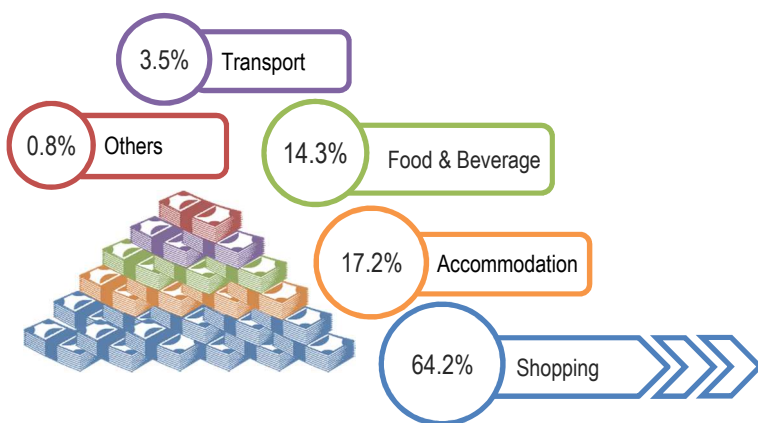 3.5% Transport
0.8% Others
14.3% Food & Beverage
17.2% Accommodation
64.2% Shopping